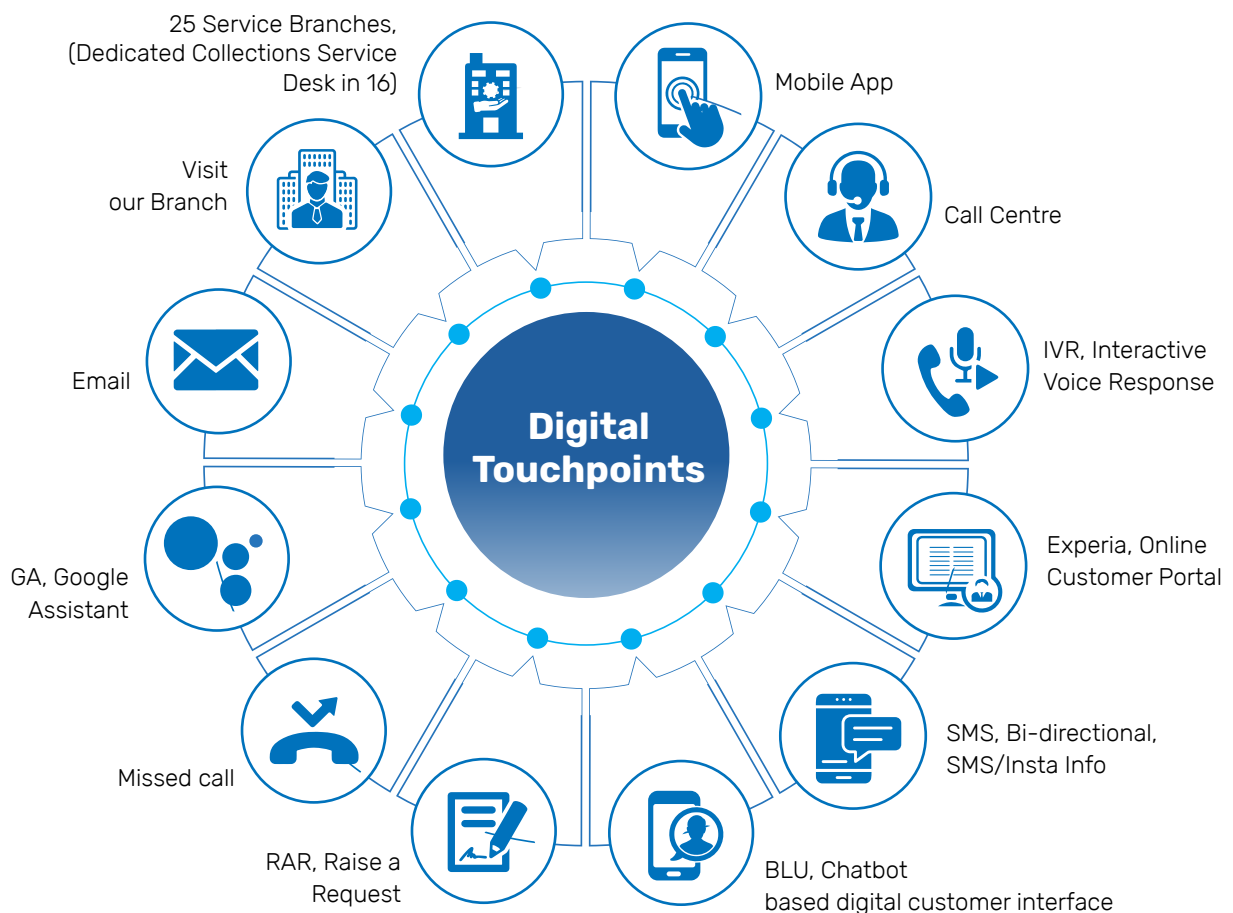 25 Service Branches,
(Dedicated Collections Service
Desk in 16)
Mobile App
Visit
our Branch
Call Centre
IVR, Interactive
Voice Response
Email
Digital
Touchpoints
Experia, Online
Customer Portal
GA, Google
Assistant
SMS, Bi-directional,
SMS/Insta Info
Missed call
RAR, Raise a
Request
BLU, Chatbot
based digital customer interface